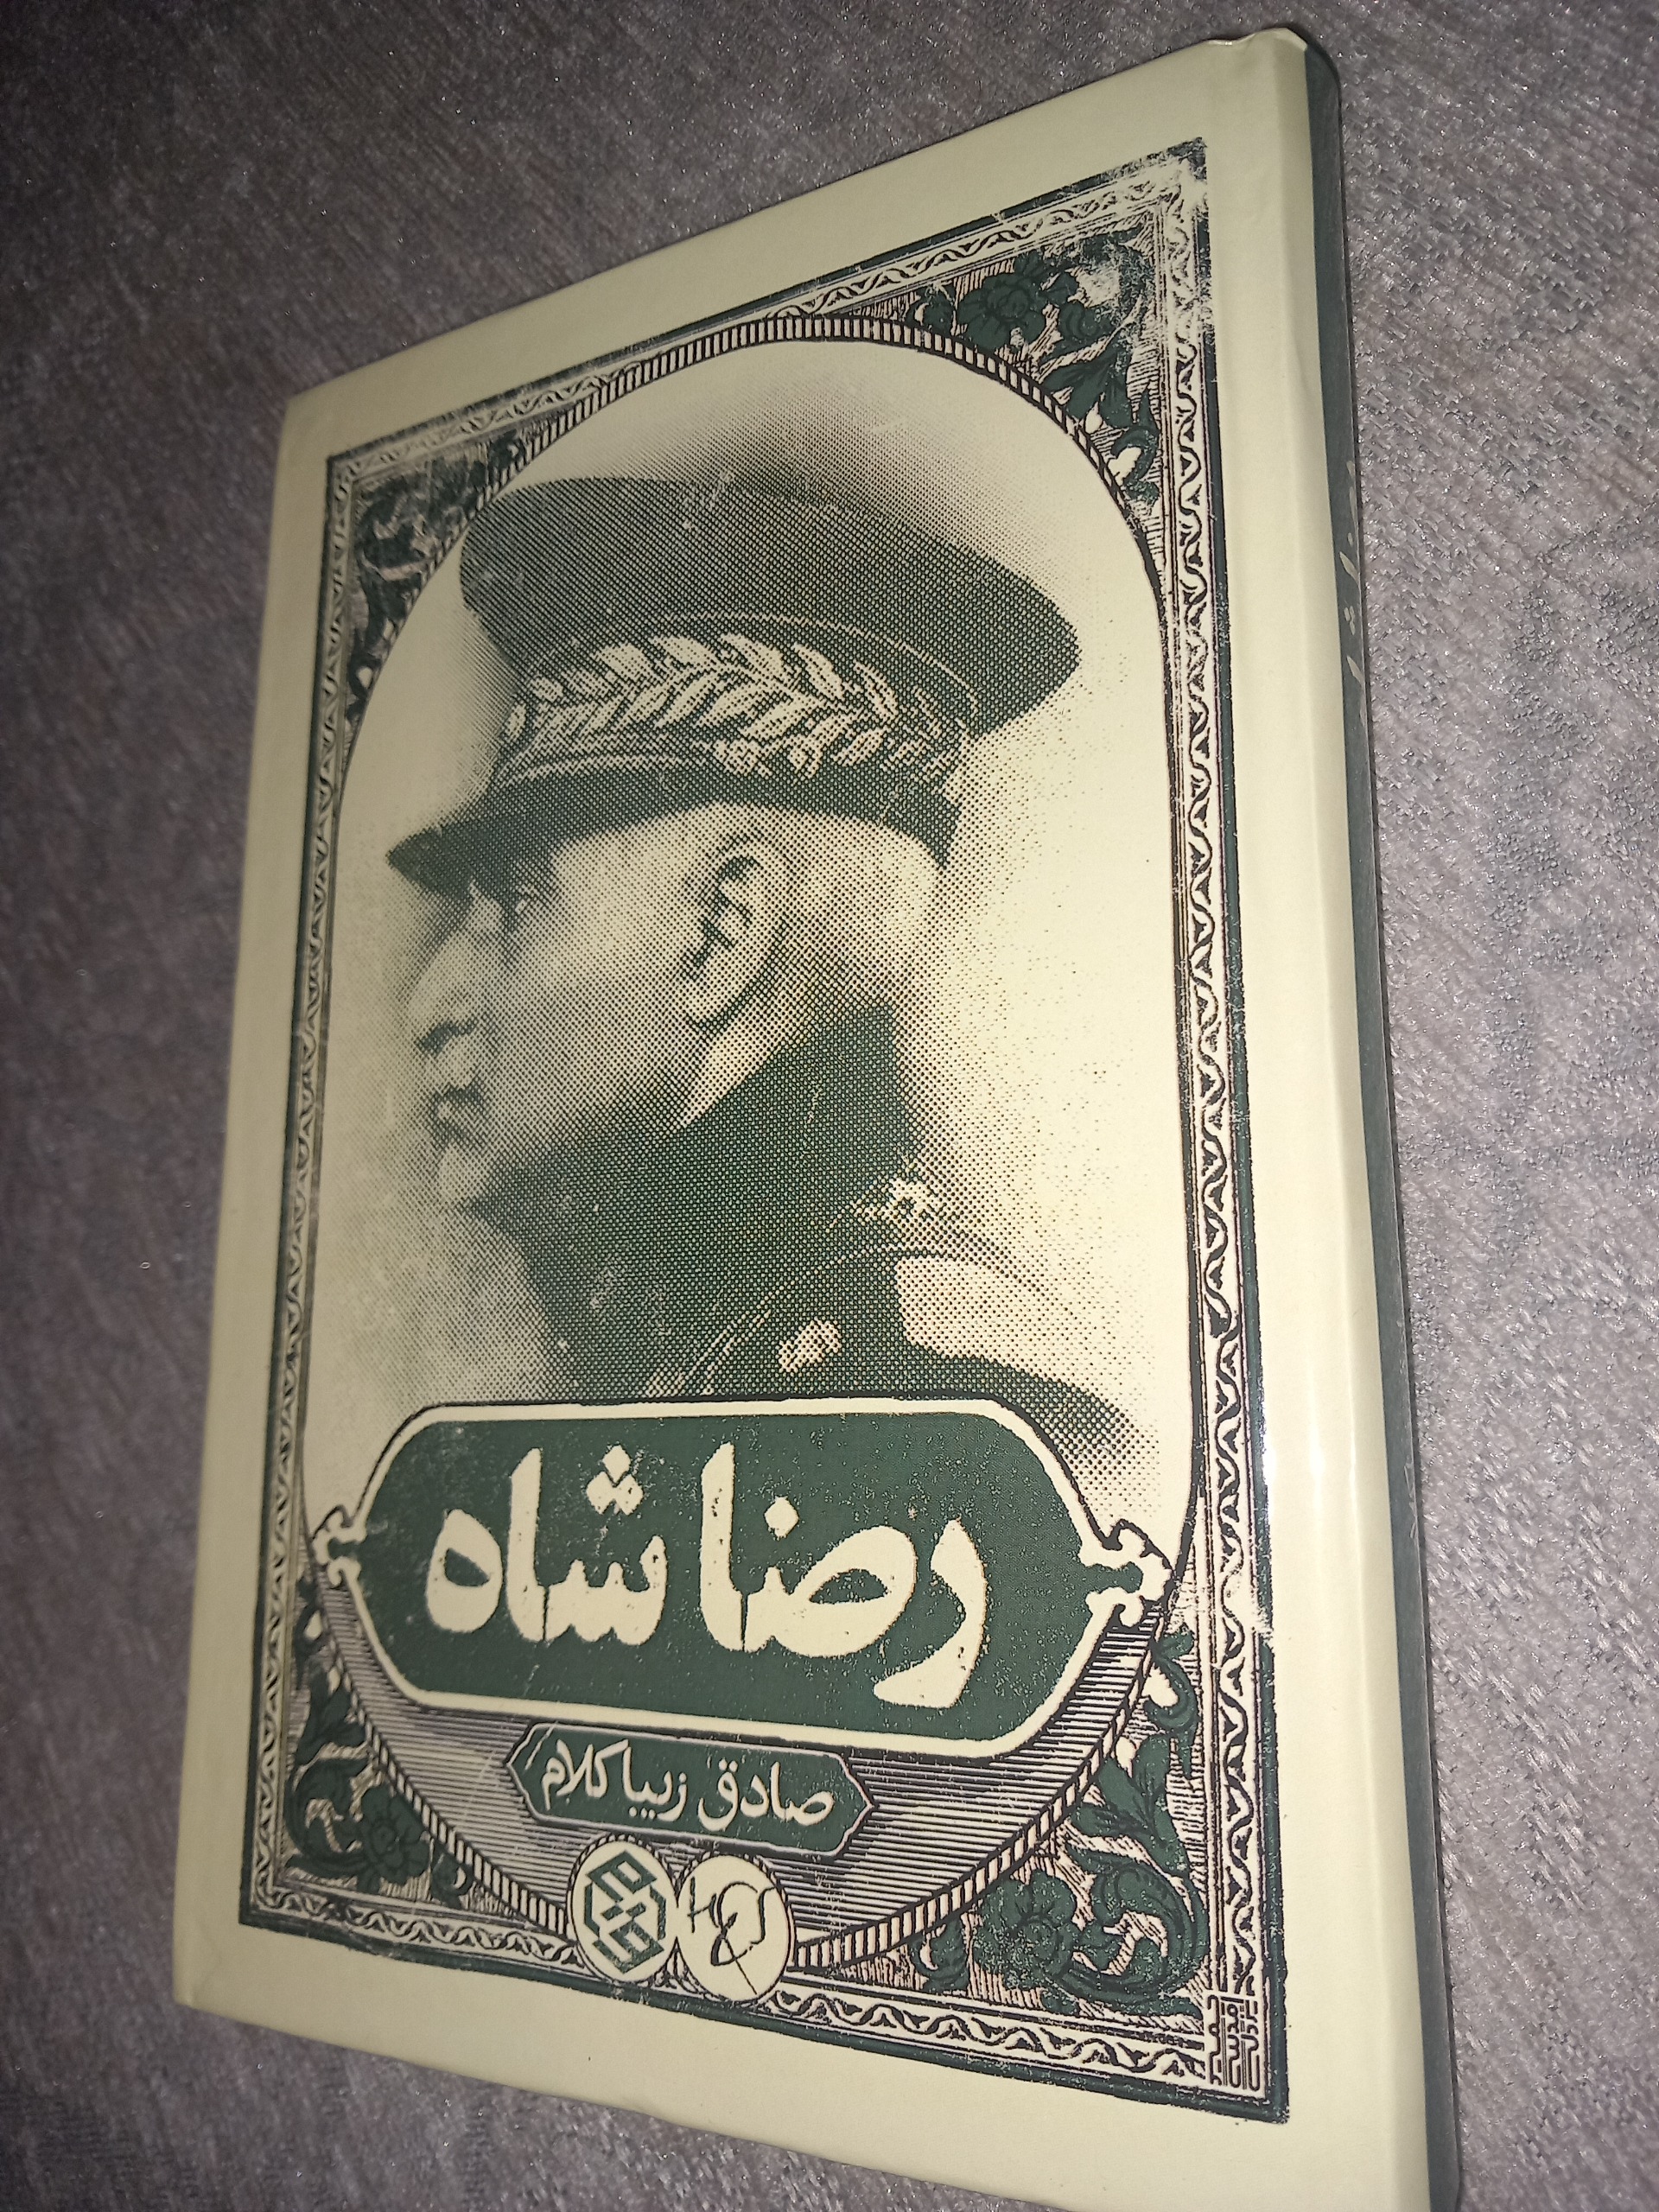 رضا شاه
صادق زیبا کلام